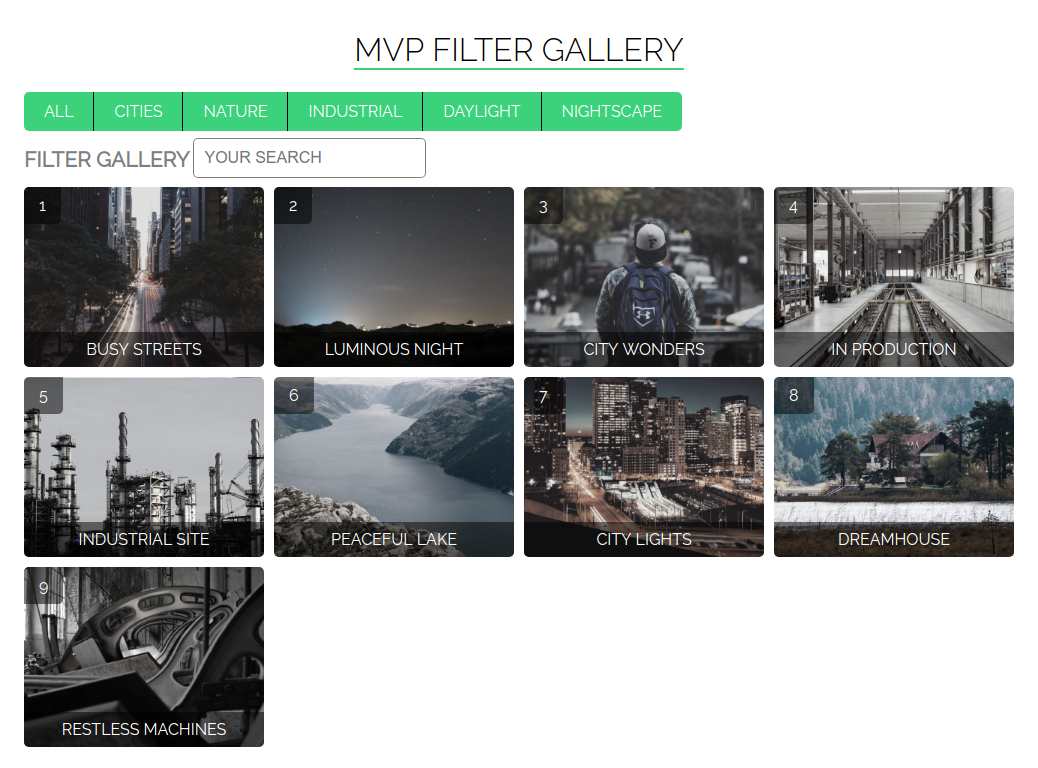 MVP FILTER GALLERY
ALL CITIES NATURE INDUSTRIAL DAYLIGHT NIGHTSCAPE
FILTER GALLERY YOUR SEARCH
1
BUSY STREETS
2
LUMINOUS NIGHT
3
F
CITY WONDERS
4
IN PRODUCTION
5
INDUSTRIAL SITE
6
PEACEFUL LAKE
7
CITY LIGHTS
8
DREAMHOUSE
9
RESTLESS MACHINES